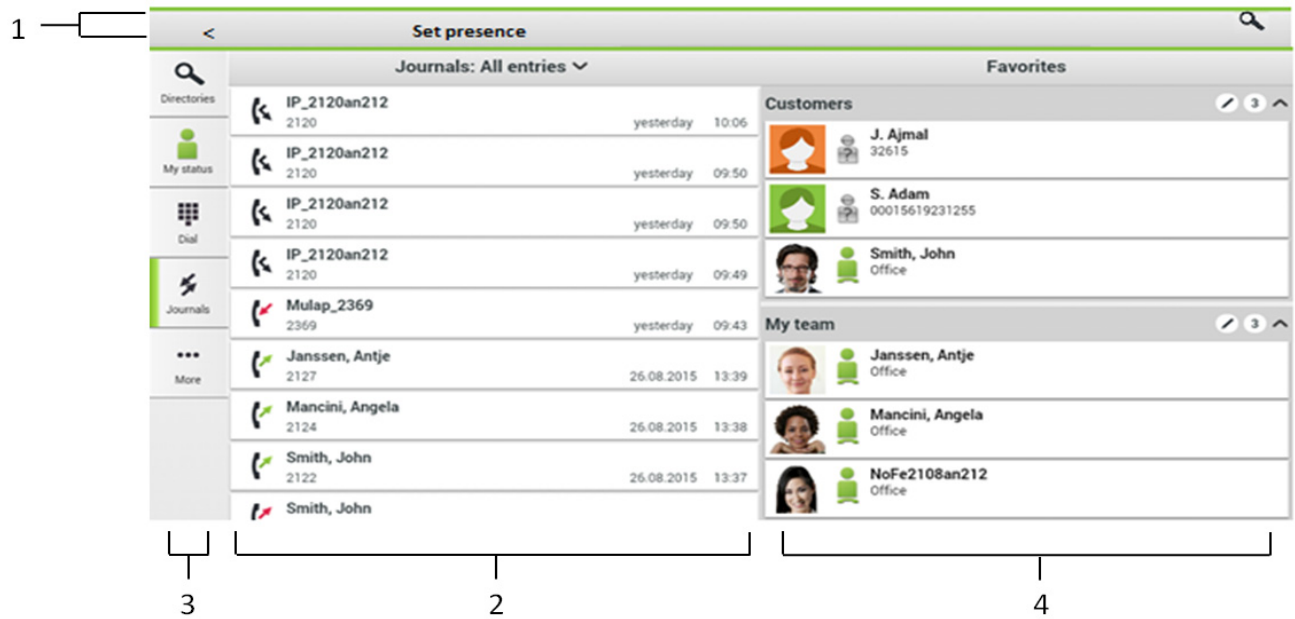 1
< Set presence
Directories
My status
Dial
Journals
More
Journals: All entries
IP_2120an212
2120 yesterday 10:06
IP_2120an212
2120 yesterday 09:50
IP_2120an212
2120 yesterday 09:50
IP_2120an212
2120 yesterday 09:49
Mulap_2369
2369 yesterday 09:43
Janssen, Antje
2127 26.08.2015 13:39
Mancini, Angela
2124 26.08.2015 13:38
Smith, John
2122 26.08.2015 13:37
Smith, John
Favorites
Customers 3
J. Ajmal
? 32615
S. Adam
? 00015619231255
Smith, John
Office
My team 3
Janssen, Antje
Office
Mancini, Angela
Office
NoFe2108an212
Office
3 2 4